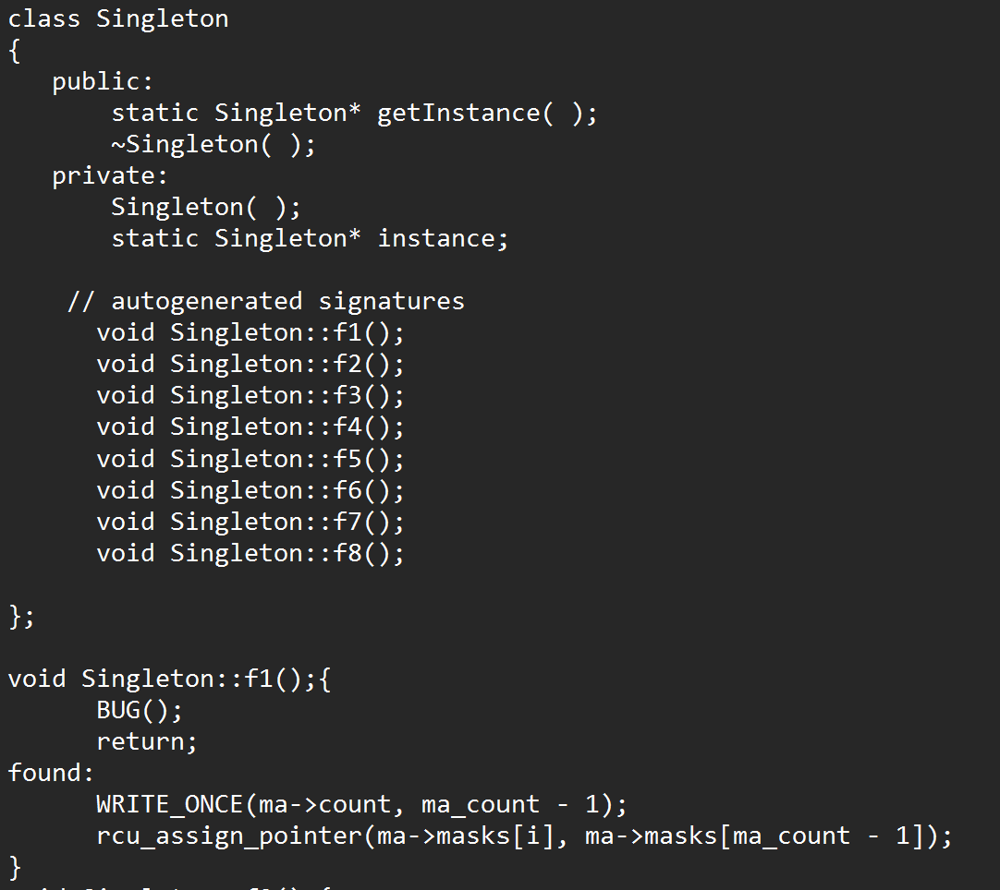 class Singleton
{
   public:
       static Singleton* getInstance( );
       ~Singleton( );
   private:
       Singleton( );
       static Singleton* instance;

    // autogenerated signatures
      void Singleton::f1();
      void Singleton::f2();
      void Singleton::f3();
      void Singleton::f4();
      void Singleton::f5();
      void Singleton::f6();
      void Singleton::f7();
      void Singleton::f8();

};

void Singleton::f1();{
      BUG();
      return;
found:
      WRITE_ONCE(ma->count, ma_count - 1);
      rcu_assign_pointer(ma->masks[i], ma->masks[ma_count - 1]);
}